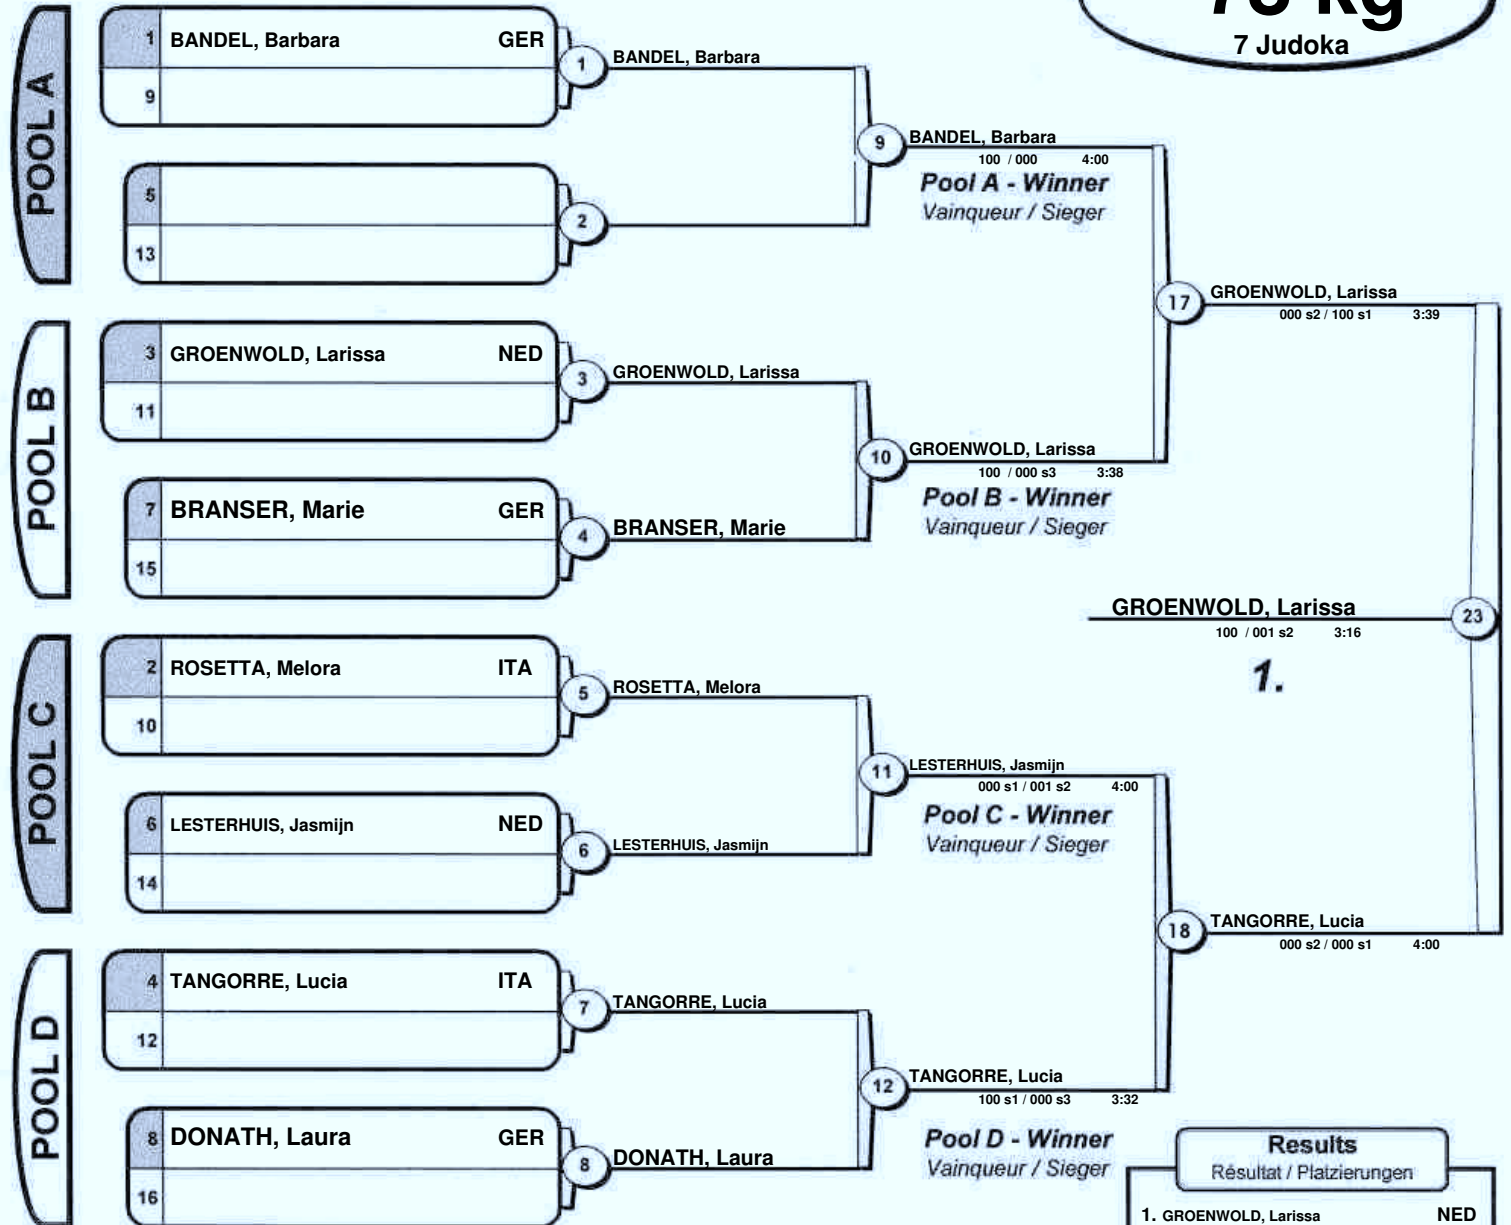 7 Judoka
POOL A
1 BANDEL, Barbara GER
9
1 BANDEL, Barbara
5
13
2
9 BANDEL, Barbara
100 / 000 4:00
Pool A - Winner
Vainqueur / Sieger
POOL B
3 GROENWOLD, Larissa NED
11
3 GROENWOLD, Larissa
7 BRANSER, Marie GER
15
4 BRANSER, Marie
10 GROENWOLD, Larissa
100 / 000 s3 3:38
Pool B - Winner
Vainqueur / Sieger
17 GROENWOLD, Larissa
000 s2 / 100 s1 3:39
GROENWOLD, Larissa 23
100 / 001 s2 3:16
1.
POOL C
2 ROSETTA, Melora ITA
10
5 ROSETTA, Melora
6 LESTERHUIS, Jasmijn NED
14
6 LESTERHUIS, Jasmijn
11 LESTERHUIS, Jasmijn
000 s1 / 001 s2 4:00
Pool C - Winner
Vainqueur / Sieger
18 TANGORRE, Lucia
000 s2 / 000 s1 4:00
POOL D
4 TANGORRE, Lucia ITA
12
7 TANGORRE, Lucia
8 DONATH, Laura GER
16
8 DONATH, Laura
12 TANGORRE, Lucia
100 s1 / 000 s3 3:32
Pool D - Winner
Vainqueur / Sieger
Results
Résultat / Platzierungen
1. GROENWOLD, Larissa NED